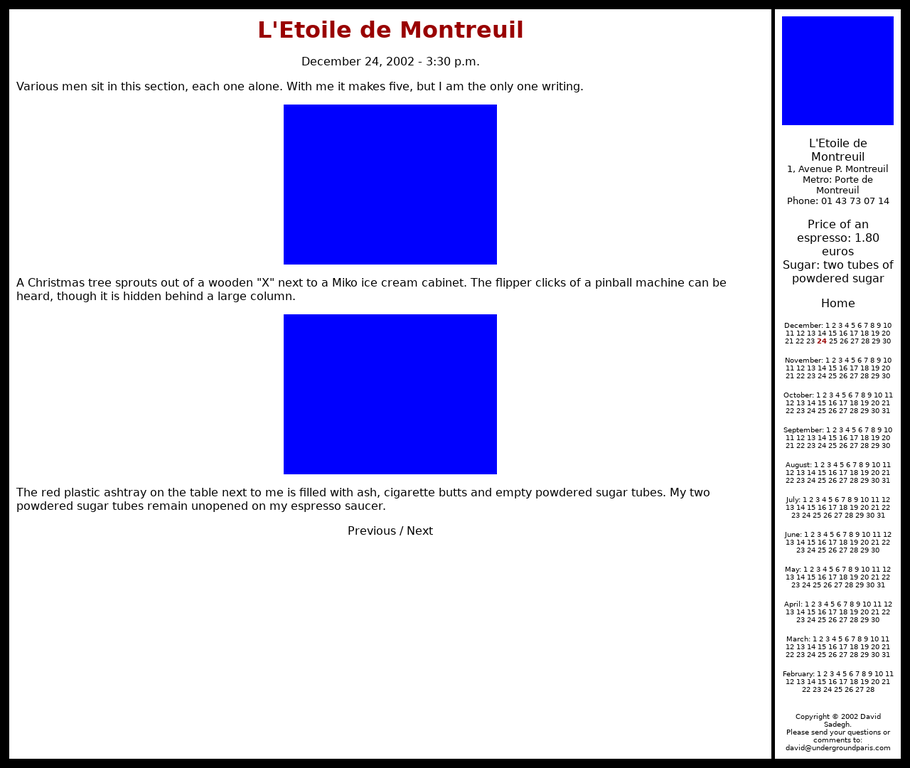 L'Etoile de Montreuil
December 24, 2002 - 3:30 p.m.
Various men sit in this section, each one alone. With me it makes five, but I am the only one writing.
A Christmas tree sprouts out of a wooden "X" next to a Miko ice cream cabinet. The flipper clicks of a pinball machine can be
heard, though it is hidden behind a large column.
The red plastic ashtray on the table next to me is filled with ash, cigarette butts and empty powdered sugar tubes. My two
powdered sugar tubes remain unopened on my espresso saucer.
Previous / Next
L'Etoile de
Montreuil
1, Avenue P. Montreuil
Metro: Porte de
Montreuil
Phone: 01 43 73 07 14
Price of an
espresso: 1.80
euros
Sugar: two tubes of
powdered sugar
Home
December: 1 2 3 4 5 6 7 8 9 10
11 12 13 14 15 16 17 18 19 20
21 22 23 24 25 26 27 28 29 30
November: 1 2 3 4 5 6 7 8 9 10
11 12 13 14 15 16 17 18 19 20
21 22 23 24 25 26 27 28 29 30
October: 1 2 3 4 5 6 7 8 9 10 11
12 13 14 15 16 17 18 19 20 21
22 23 24 25 26 27 28 29 30 31
September: 1 2 3 4 5 6 7 8 9 10
11 12 13 14 15 16 17 18 19 20
21 22 23 24 25 26 27 28 29 30
August: 1 2 3 4 5 6 7 8 9 10 11
12 13 14 15 16 17 18 19 20 21
22 23 24 25 26 27 28 29 30 31
July: 1 2 3 4 5 6 7 8 9 10 11 12
13 14 15 16 17 18 19 20 21 22
23 24 25 26 27 28 29 30 31
June: 1 2 3 4 5 6 7 8 9 10 11 12
13 14 15 16 17 18 19 20 21 22
23 24 25 26 27 28 29 30
May: 1 2 3 4 5 6 7 8 9 10 11 12
13 14 15 16 17 18 19 20 21 22
23 24 25 26 27 28 29 30 31
April: 1 2 3 4 5 6 7 8 9 10 11 12
13 14 15 16 17 18 19 20 21 22
23 24 25 26 27 28 29 30
March: 1 2 3 4 5 6 7 8 9 10 11
12 13 14 15 16 17 18 19 20 21
22 23 24 25 26 27 28 29 30 31
February: 1 2 3 4 5 6 7 8 9 10 11
12 13 14 15 16 17 18 19 20 21
22 23 24 25 26 27 28
Copyright © 2002 David
Sadegh.
Please send your questions or
comments to:
david@undergroundparis.com